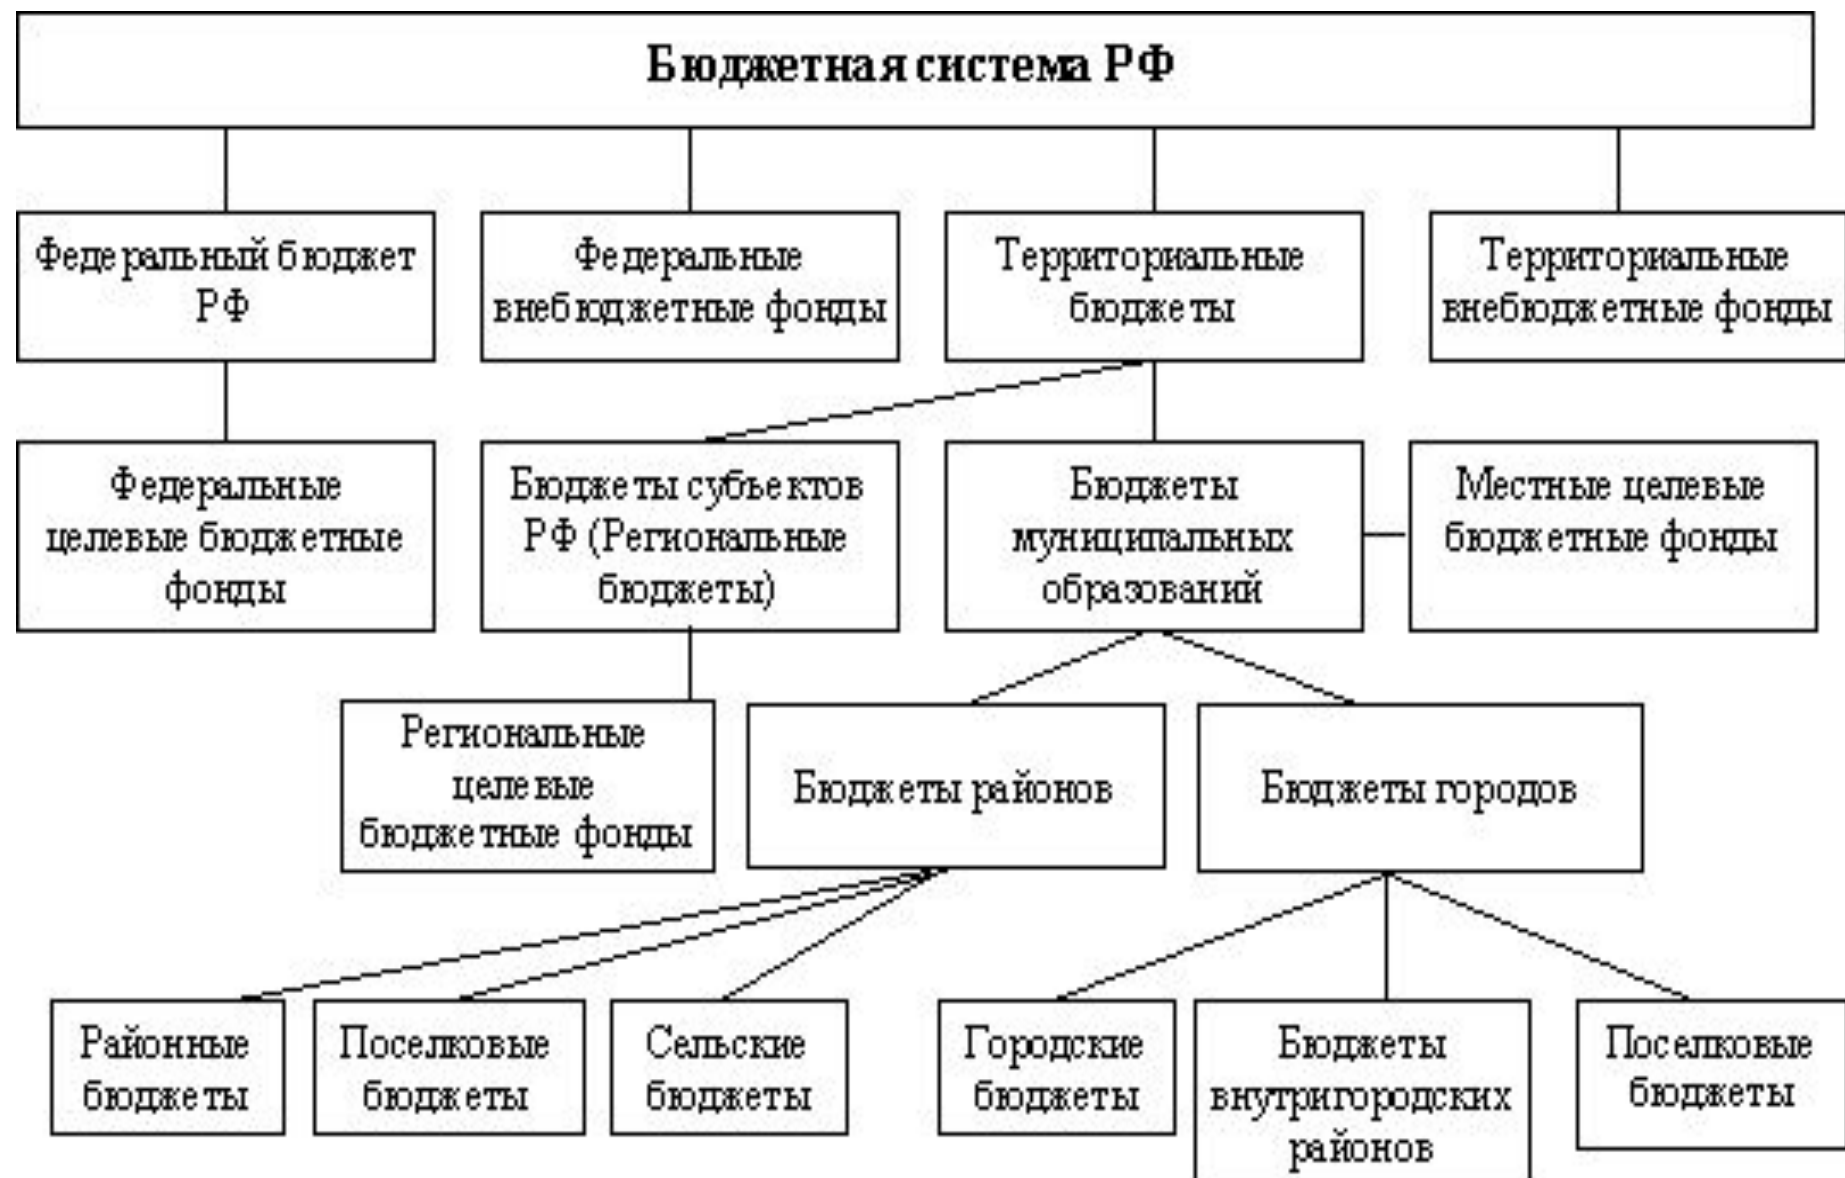 Бюджетная система РФ
Федеральный бюджет
РФ
Федеральные
внебюджетные фонды
Территориальные
бюджеты
Территориальные
внебюджетные фонды
Федеральные
целевые бюджетные
фонды
Бюджеты субъектов
РФ (Региональные
бюджеты)
Бюджеты
муниципальных
образований
Местные целевые
бюджетные фонды
Региональные
целевые
бюджетные фонды
Бюджеты районов
Бюджеты городов
Районные
бюджеты
Поселковые
бюджеты
Сельские
бюджеты
Городские
бюджеты
Бюджеты
внутригородских
районов
Поселковые
бюджеты